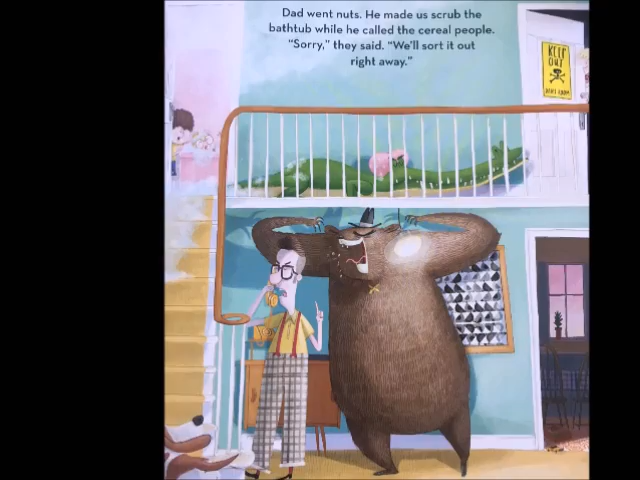 Dad went nuts. He made us scrub the
bathtub while he called the cereal people.
"Sorry," they said. "We'll sort it out
right away."
KEEP
OUT